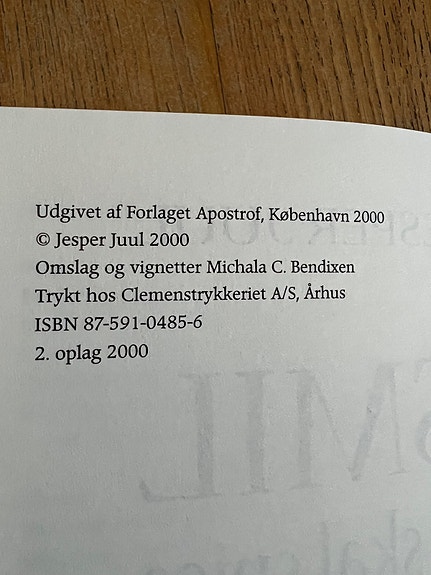 Udgivet af Forlaget Apostrof, København 2000
© Jesper Juul 2000
Omslag og vignetter Michala C. Bendixen
Trykt hos Clemenstrykkeriet A/S, Århus
ISBN 87-591-0485-6
2. oplag 2000